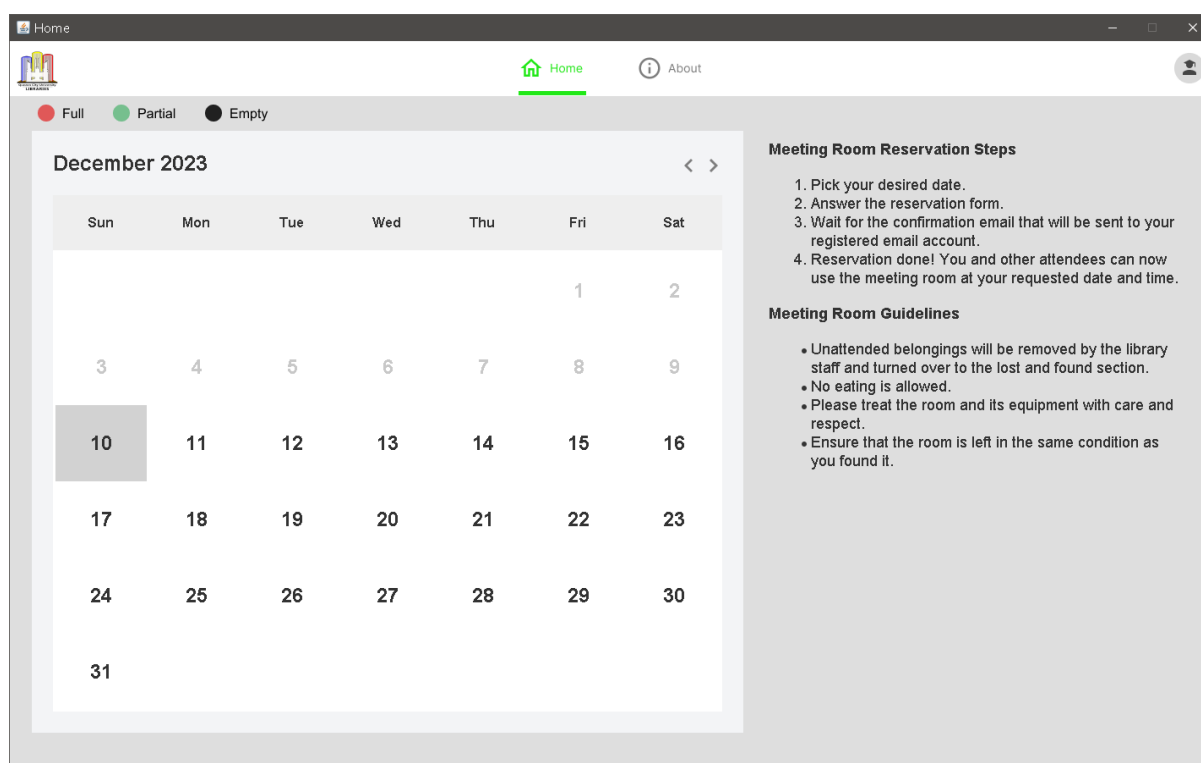 Home
LIBRARIES
Home
About
Full
Partial
Empty
December 2023
Sun Mon Tue Wed Thu Fri Sat
1 2
3 4 5 6 7 8 9
10 11 12 13 14 15 16
17 18 19 20 21 22 23
24 25 26 27 28 29 30
31
Meeting Room Reservation Steps
1. Pick your desired date.
2. Answer the reservation form.
3. Wait for the confirmation email that will be sent to your
registered email account.
4. Reservation done! You and other attendees can now
use the meeting room at your requested date and time.
Meeting Room Guidelines
• Unattended belongings will be removed by the library
staff and turned over to the lost and found section.
• No eating is allowed.
• Please treat the room and its equipment with care and
respect.
• Ensure that the room is left in the same condition as
you found it.